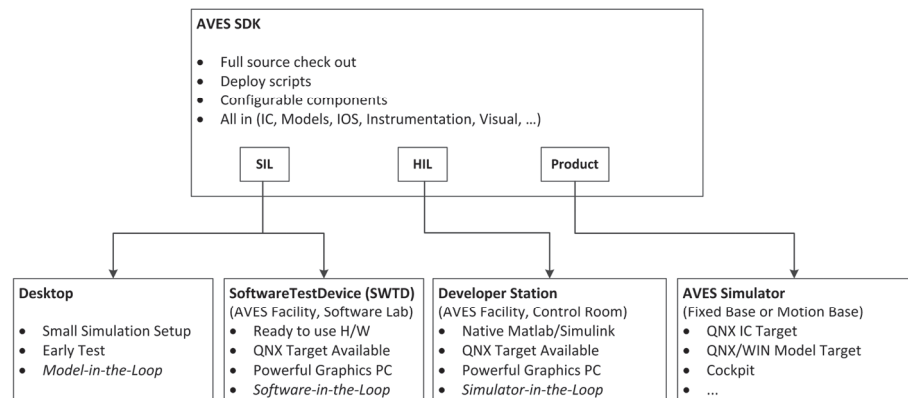 AVES SDK
• Full source check out
• Deploy scripts
• Configurable components
• All in (IC, Models, IOS, Instrumentation, Visual, ...)
SIL
HIL
Product
Desktop
• Small Simulation Setup
• Early Test
• Model-in-the-Loop
SoftwareTestDevice (SWTD)
(AVES Facility, Software Lab)
• Ready to use H/W
• QNX Target Available
• Powerful Graphics PC
• Software-in-the-Loop
Developer Station
(AVES Facility, Control Room)
• Native Matlab/Simulink
• QNX Target Available
• Powerful Graphics PC
• Simulator-in-the-Loop
AVES Simulator
(Fixed Base or Motion Base)
• QNX IC Target
• QNX/WIN Model Target
• Cockpit
• ...